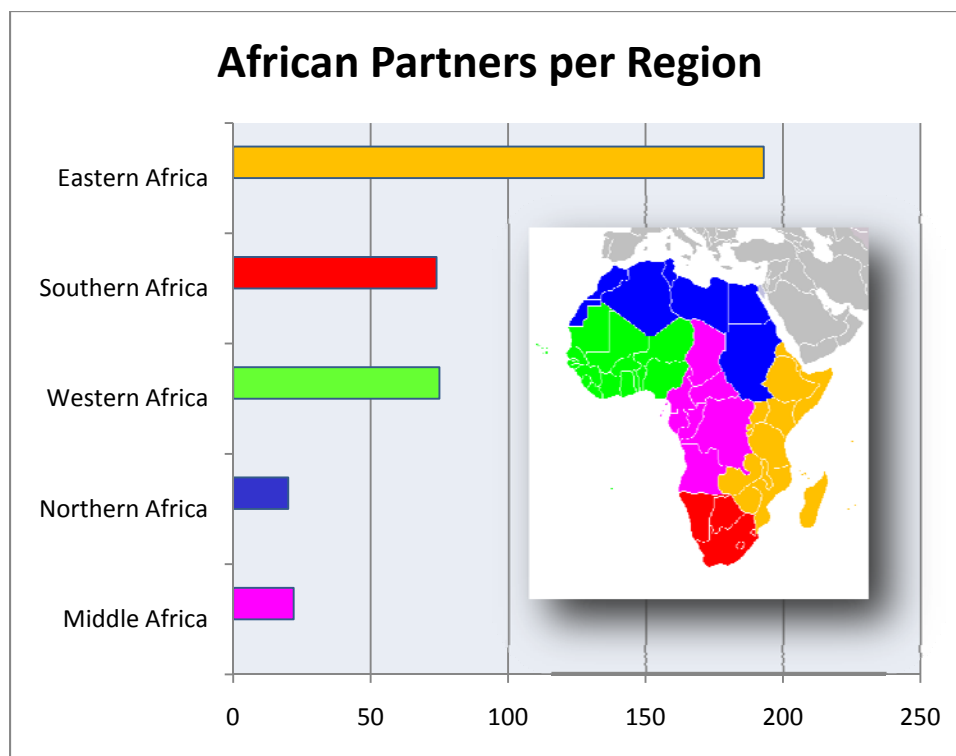 African Partners per Region
Eastern Africa
Southern Africa
Western Africa
Northern Africa
Middle Africa
0 50 100 150 200 250